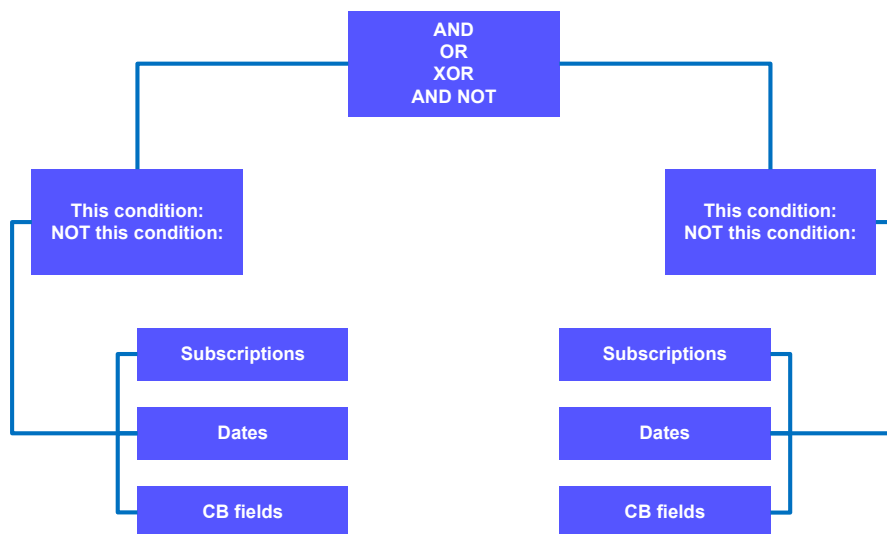 AND
OR
XOR
AND NOT
This condition:
NOT this condition:
This condition:
NOT this condition:
Subscriptions
Subscriptions
Dates
Dates
CB fields
CB fields